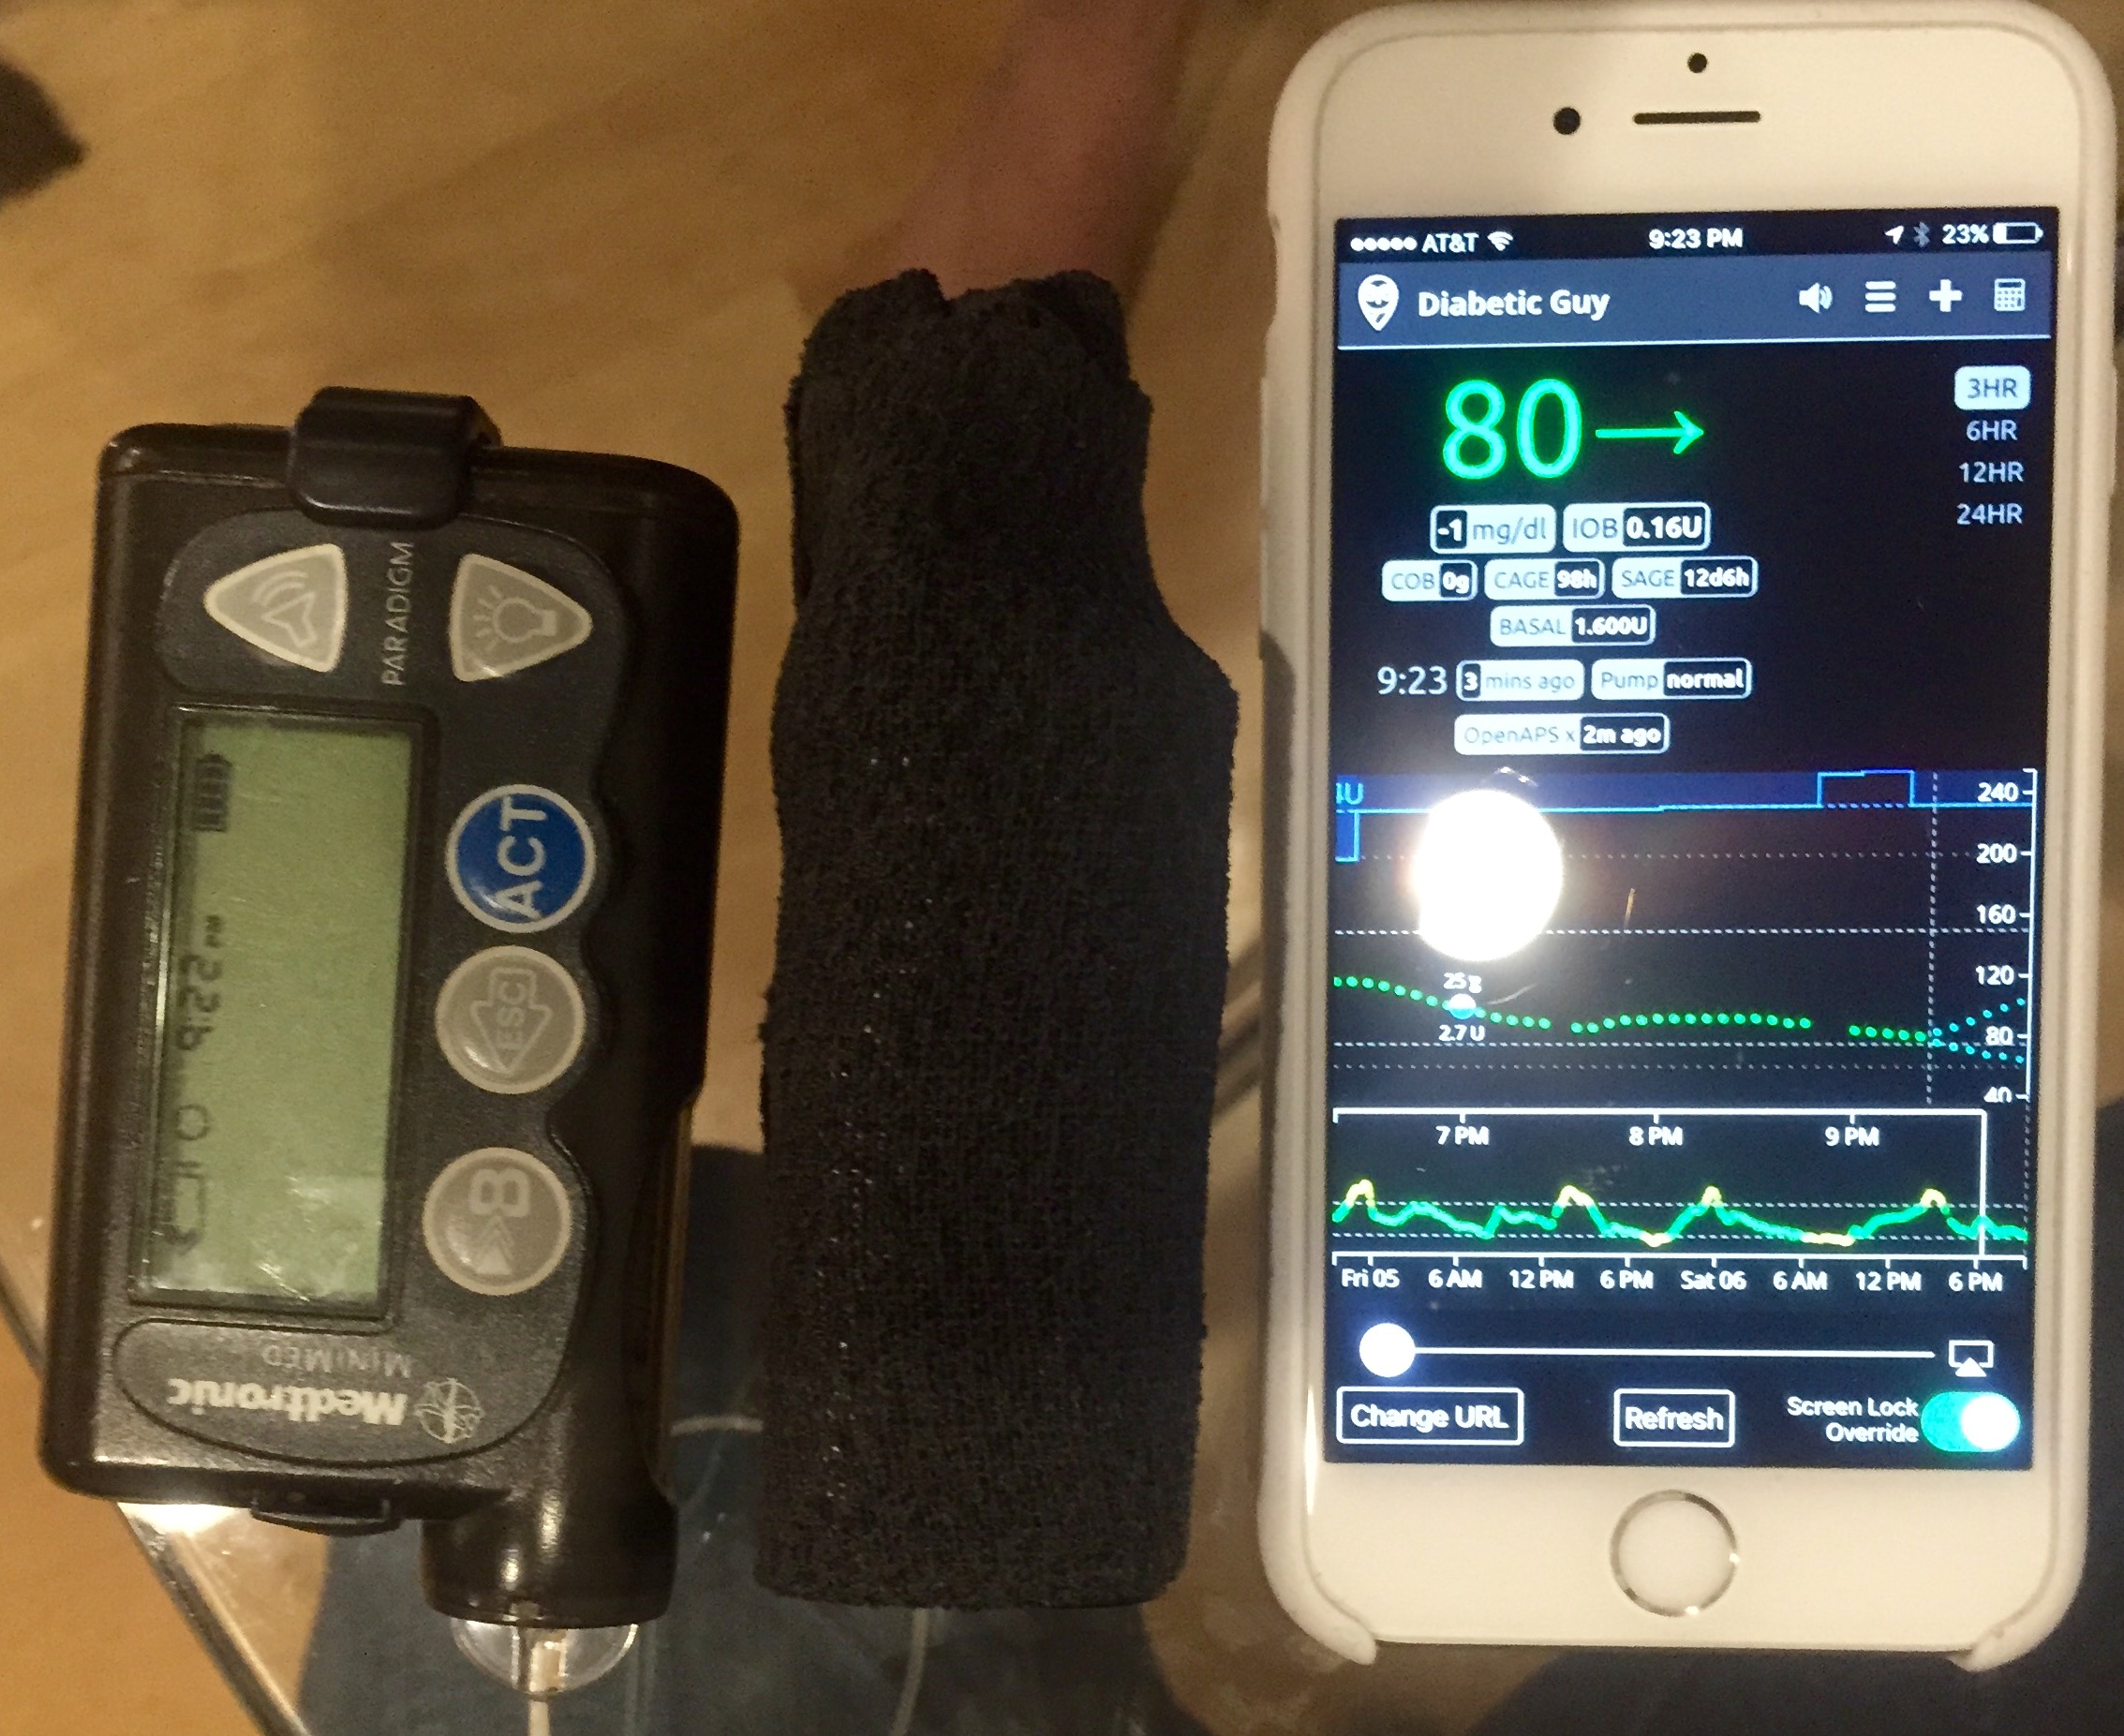 PARADIGM
ACT
ESC
B
9:22 PM
Medtronic
MiniMed
AT&T 9:23 PM 23%
Diabetic Guy
80
3HR
6HR
12HR
24HR
-1 mg/dl IOB 0.16U
COB 0g CAGE 98h SAGE 12d6h
BASAL 1.600U
9:23 3 mins ago Pump normal
OpenAPS x 2m ago
240
200
160
120
80
40
25g
2.7U
7 PM 8 PM 9 PM
Fri 05 6 AM 12 PM 6 PM Sat 06 6 AM 12 PM 6 PM
Change URL Refresh Screen Lock
Override